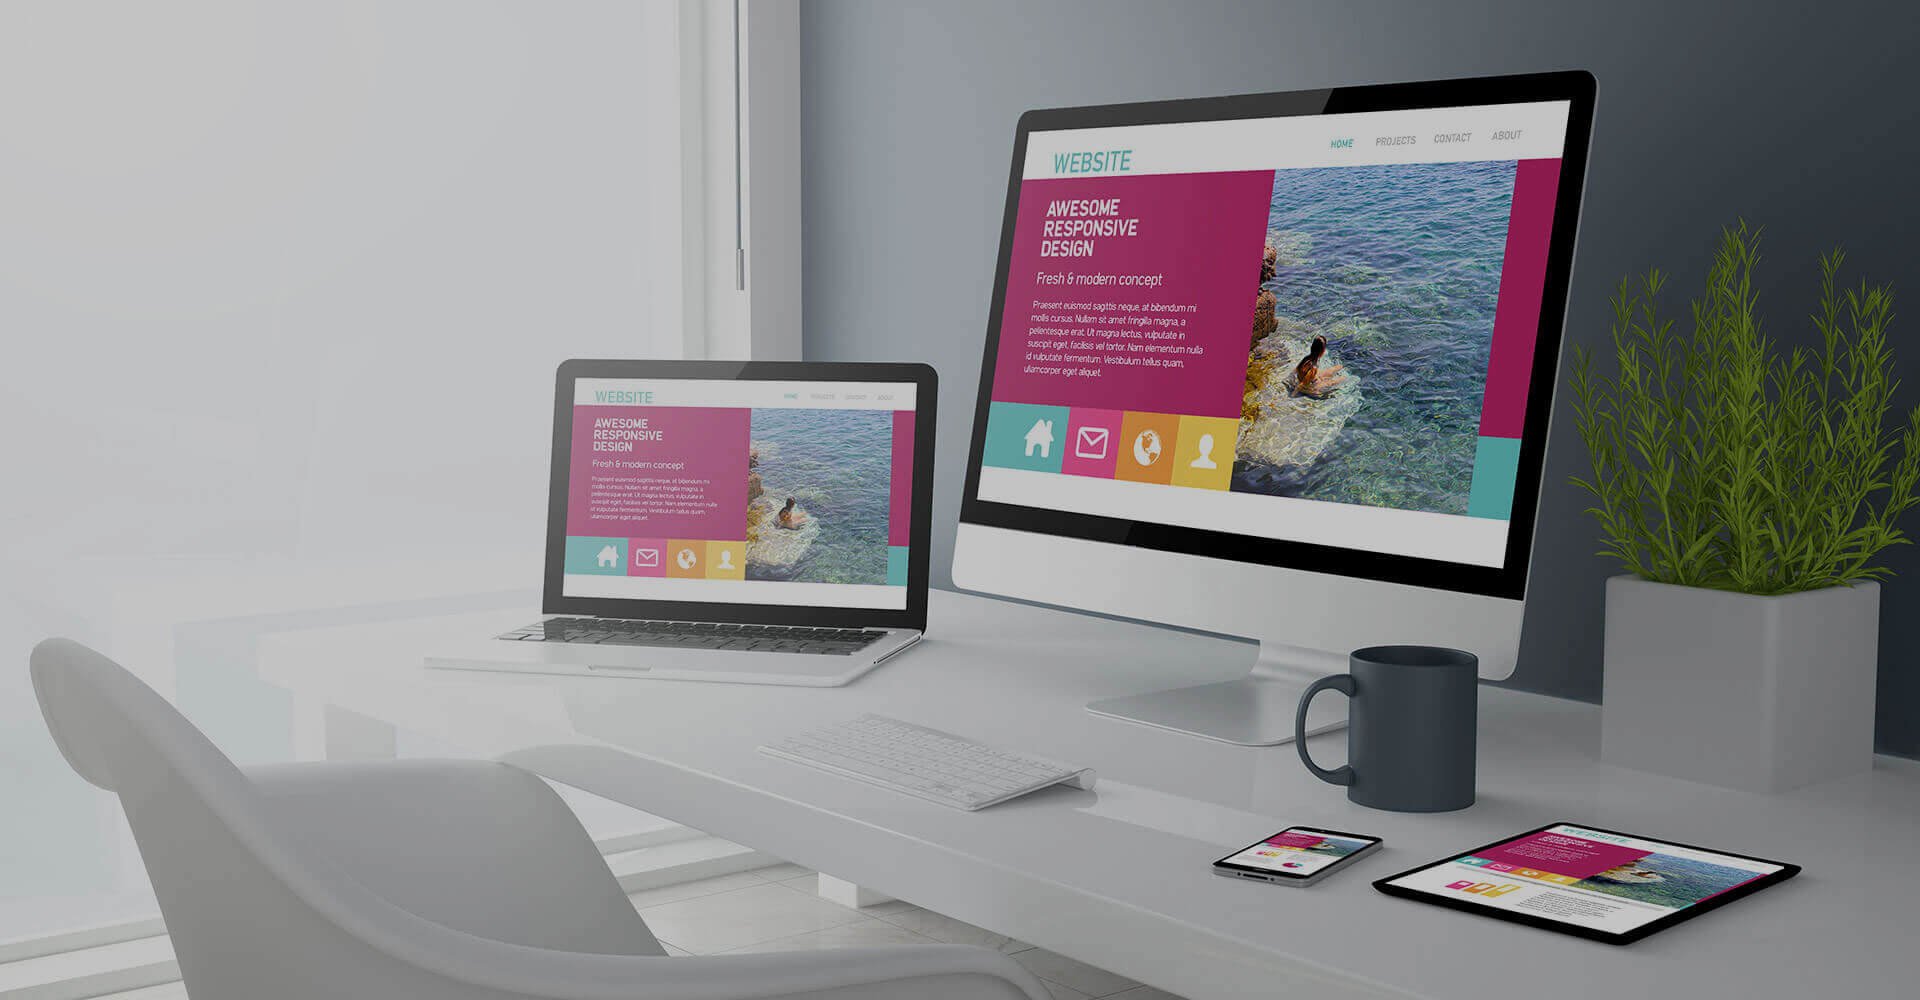 WEBSITE
HOME PROJECTS CONTACT ABOUT
AWESOME
RESPONSIVE
DESIGN
Fresh & modern concept
Praesent euismod sagittis neque, at bibendum mi
mollis cursus. Nullam sit amet fringilla magna, a
pellentesque erat. Ut magna lectus, vulputate in
suscipit eget, facilisis vel tortor. Nam elementum nulla
id vulputate fermentum. Vestibulum tellus quam,
ullamcorper eget aliquet.
WEBSITE
HOME PROJECTS CONTACT ABOUT
AWESOME
RESPONSIVE
DESIGN
Fresh & modern concept
Praesent euismod sagittis neque, at bibendum mi
mollis cursus. Nullam sit amet fringilla magna, a
pellentesque erat. Ut magna lectus, vulputate in
suscipit eget, facilisis vel tortor. Nam elementum nulla
id vulputate fermentum. Vestibulum tellus quam,
ullamcorper eget aliquet.
WEBSITE
AWESOME
RESPONSIVE
DESIGN